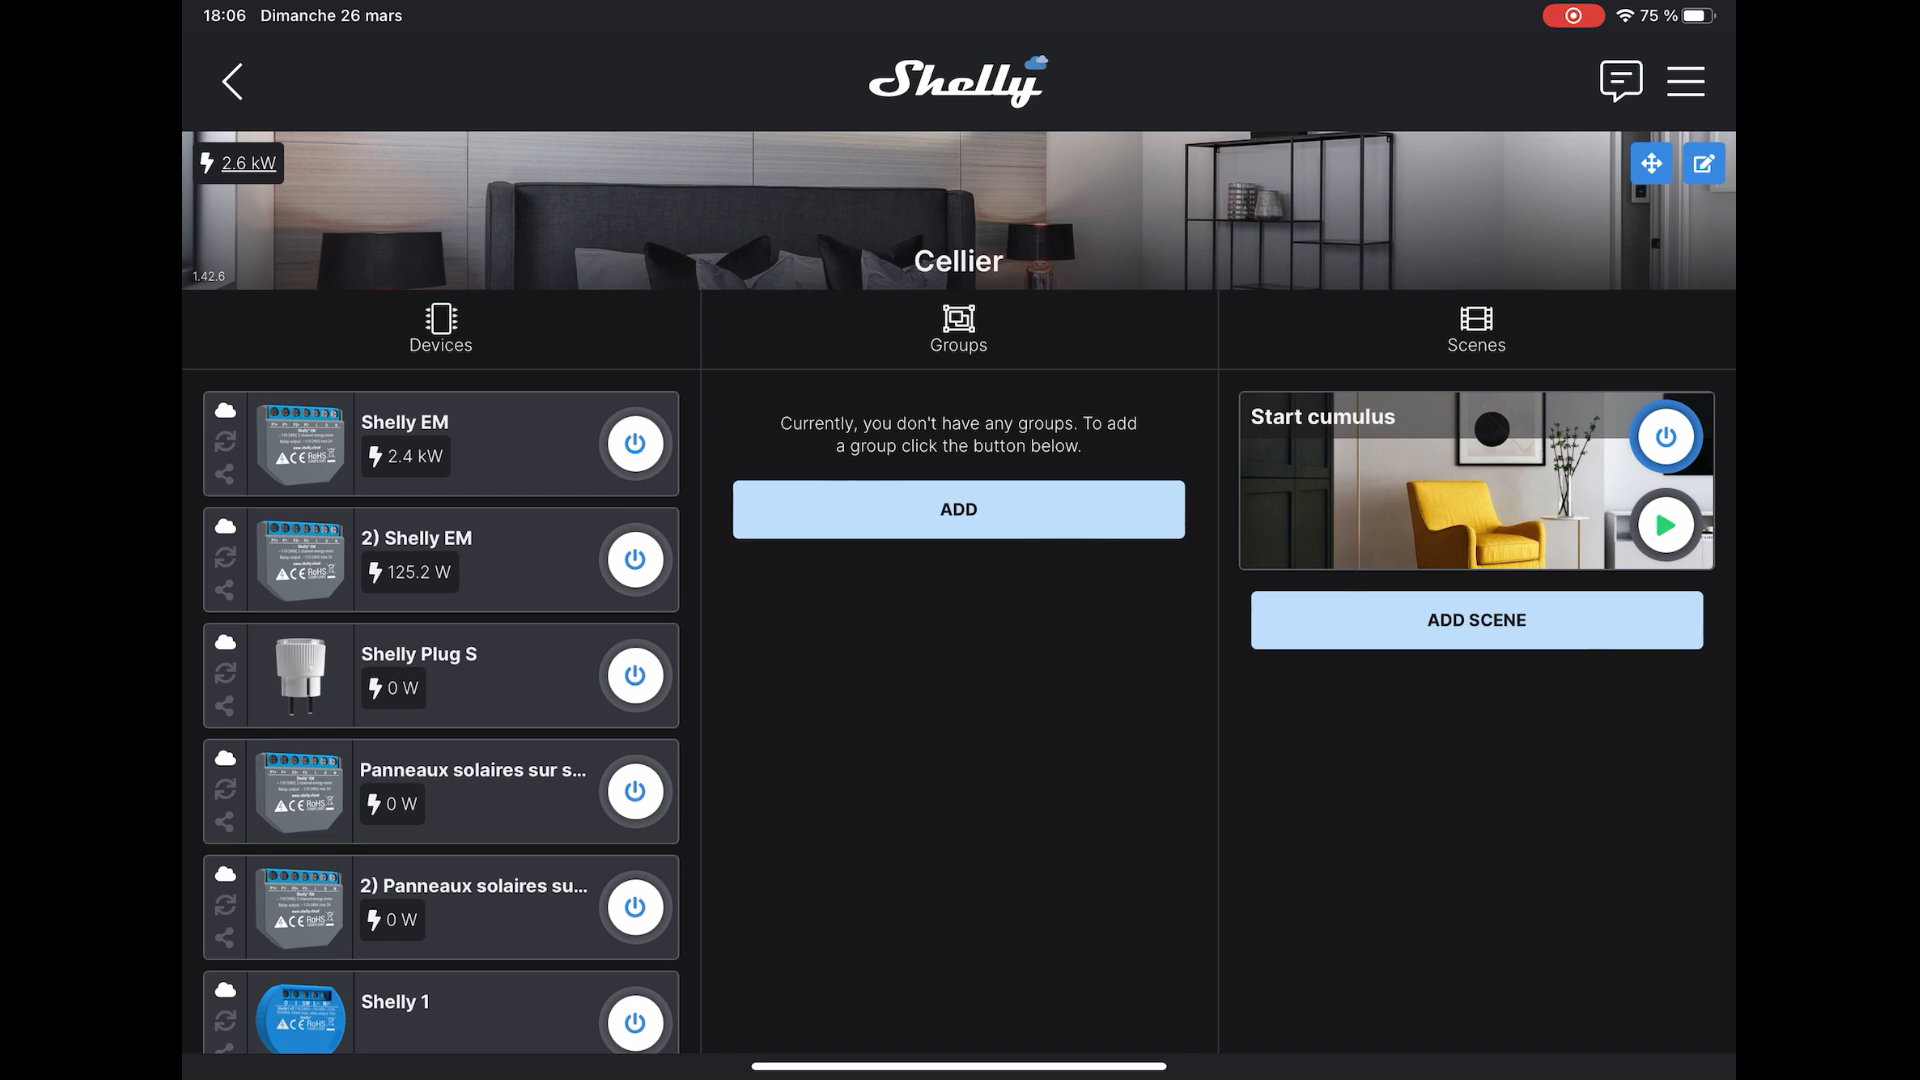 18:06 Dimanche 26 mars
75 %
Shelly
2.6 kW
Cellier
1.42.6
Devices
Groups
Scenes
Shelly EM
2.4 kW
2) Shelly EM
125.2 W
Shelly Plug S
0 W
Panneaux solaires sur s...
0 W
2) Panneaux solaires su...
0 W
Shelly 1
Currently, you don't have any groups. To add
a group click the button below.
ADD
Start cumulus
ADD SCENE